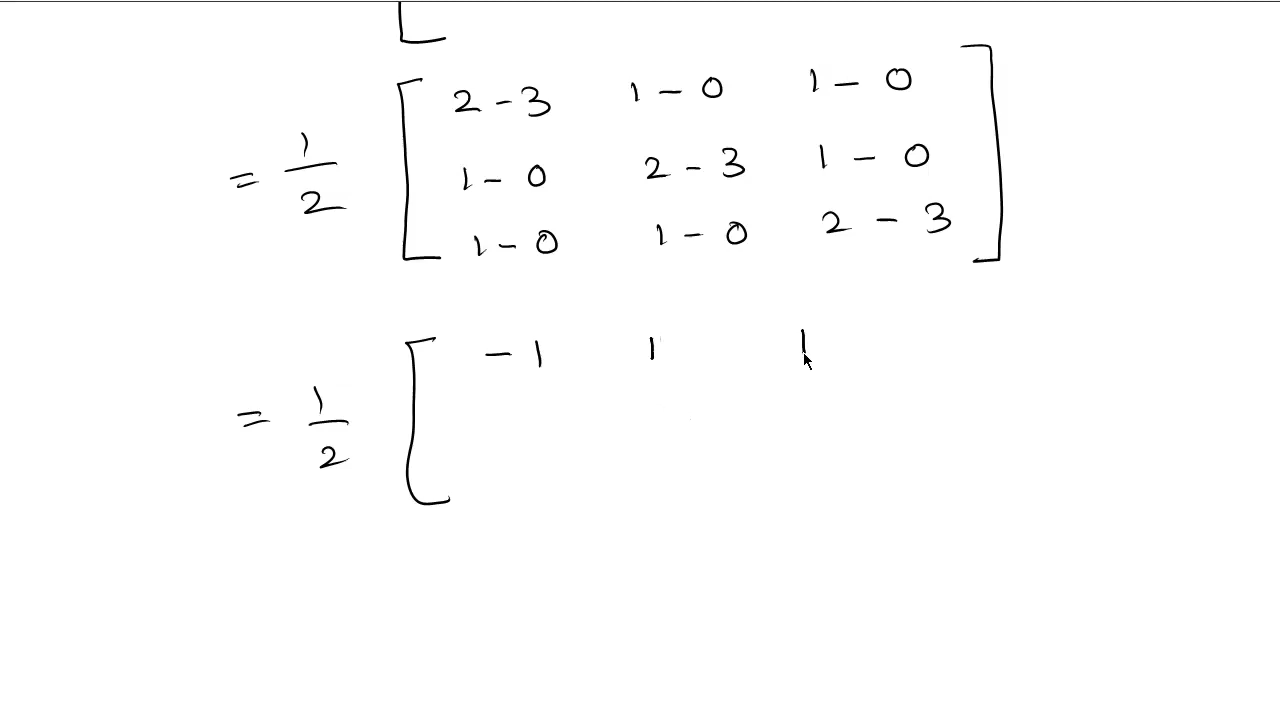 = 1/2 [ 2 - 3 1 - 0 1 - 0
1 - 0 2 - 3 1 - 0
1 - 0 1 - 0 2 - 3 ]
= 1/2 [ - 1 1 1